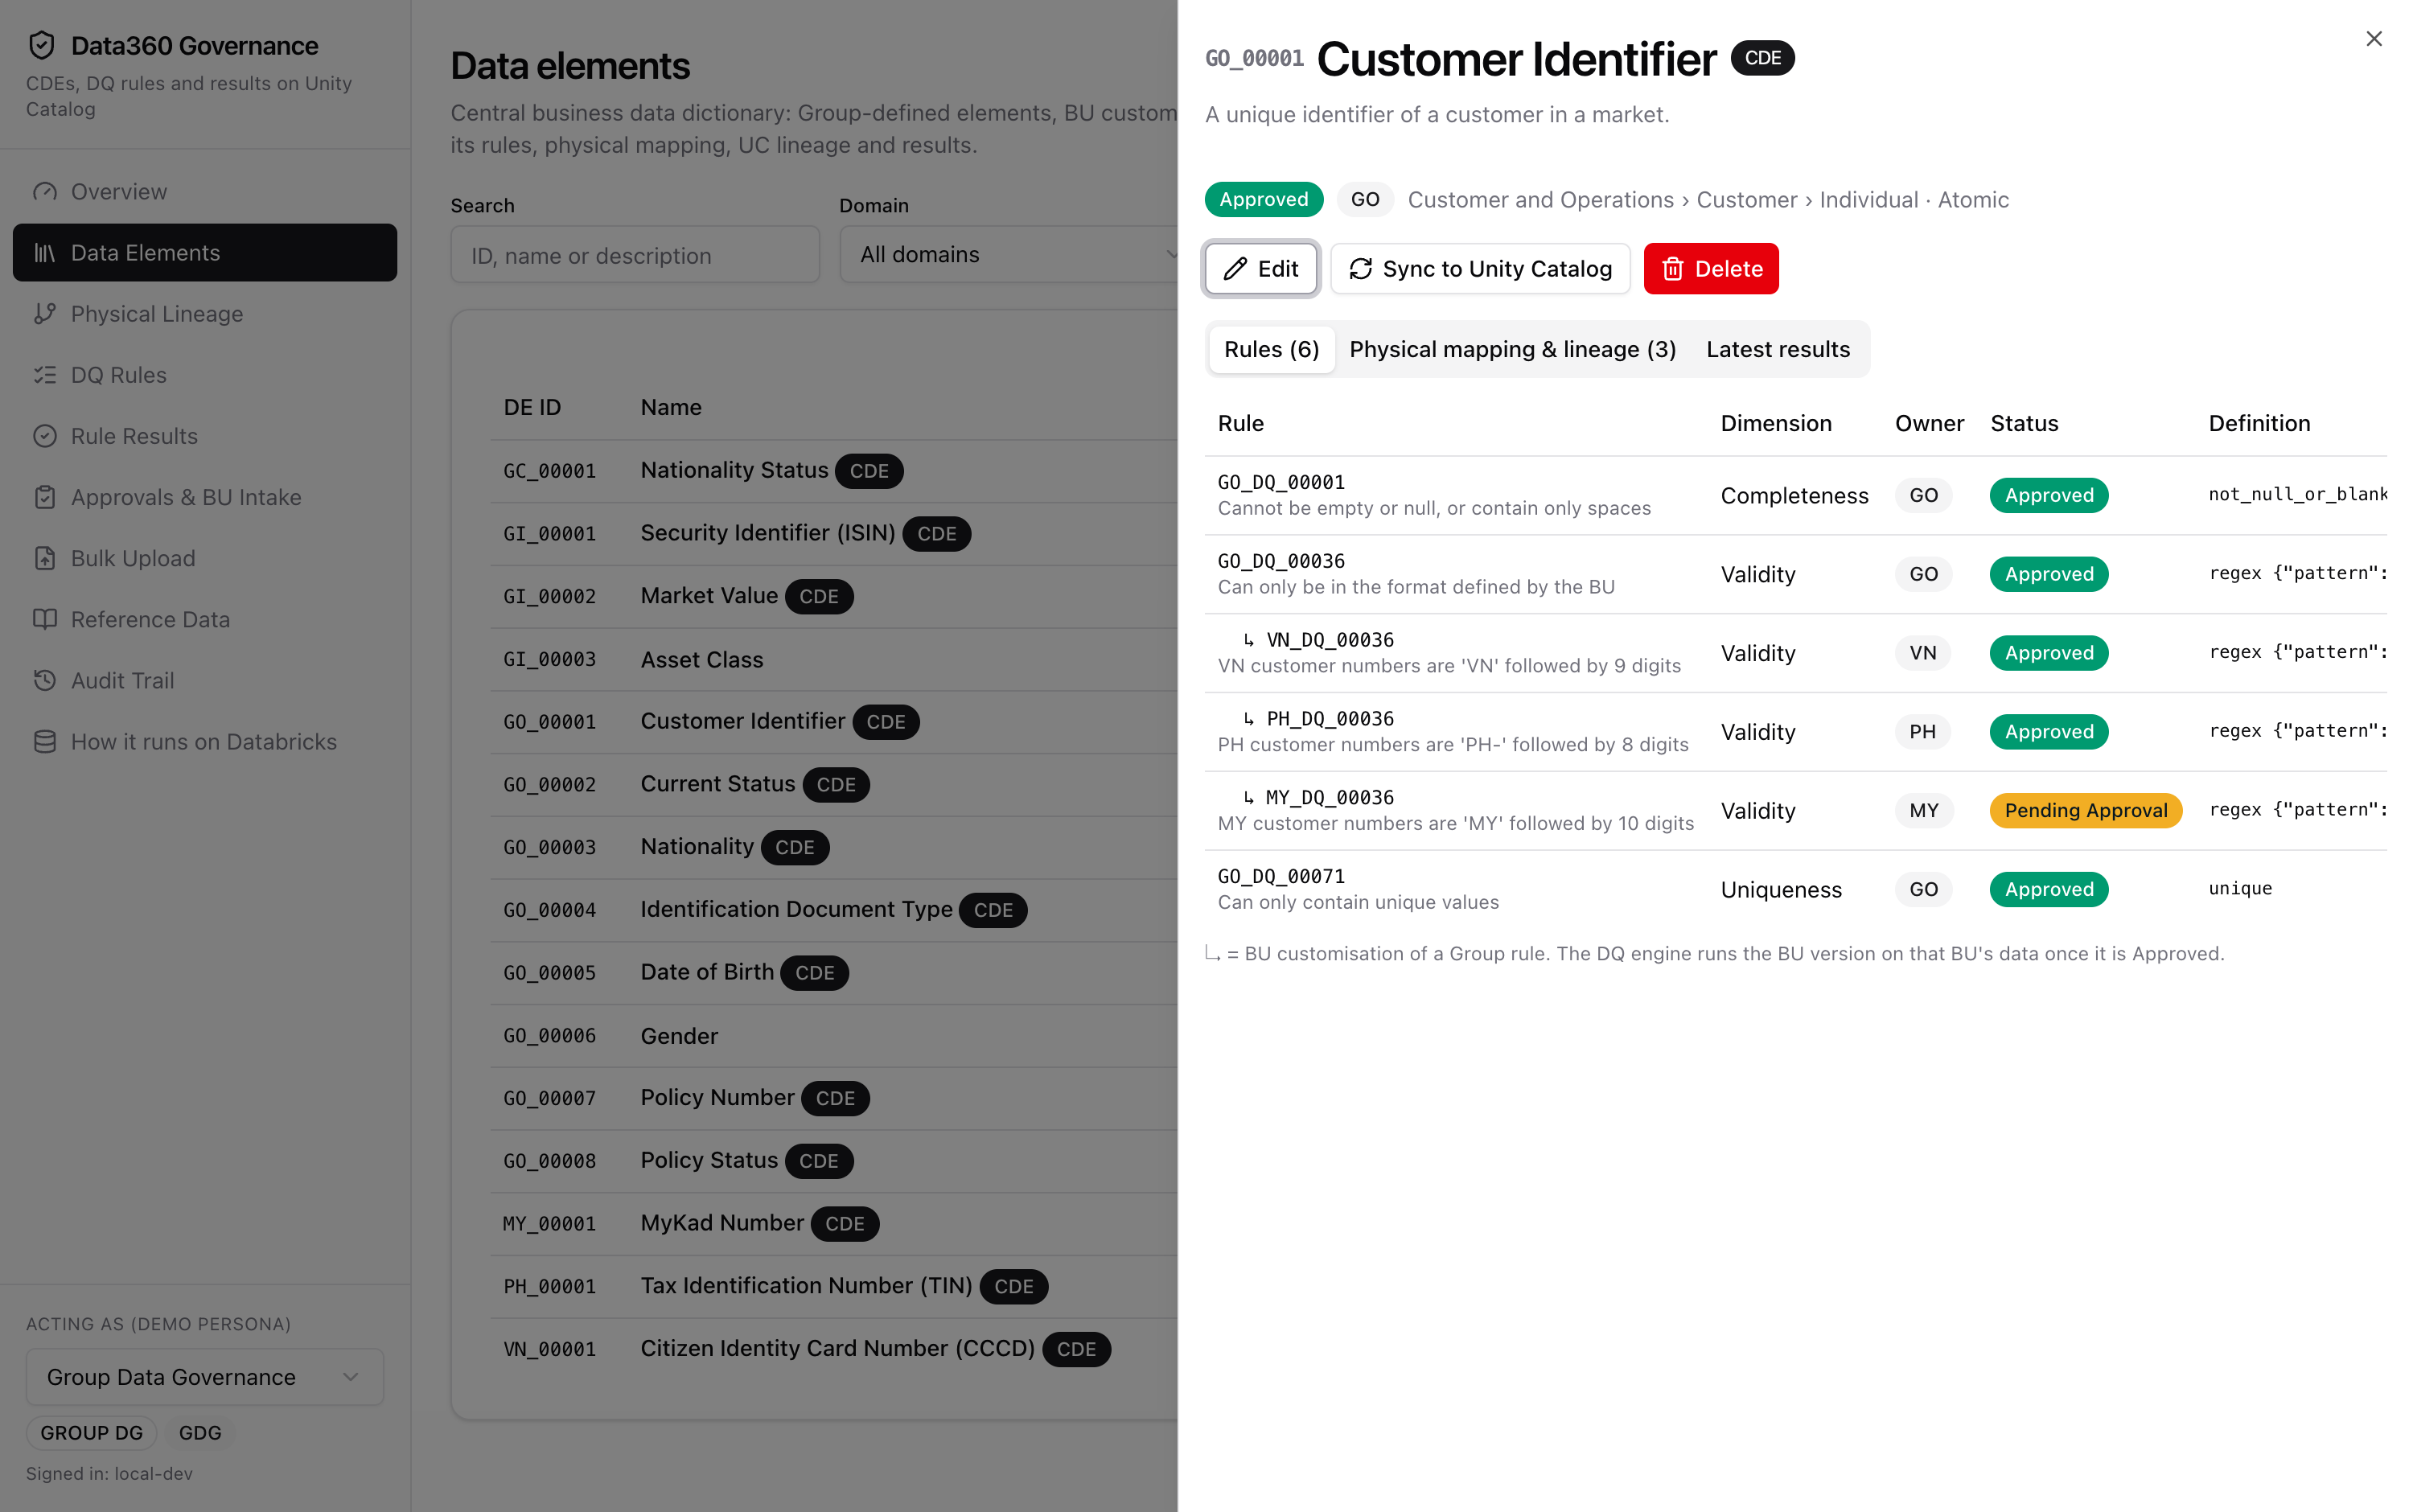 Data360 Governance
CDEs, DQ rules and results on Unity
Catalog
Overview
Data Elements
Physical Lineage
DQ Rules
Rule Results
Approvals & BU Intake
Bulk Upload
Reference Data
Audit Trail
How it runs on Databricks
ACTING AS (DEMO PERSONA)
Group Data Governance
GROUP DG GDG
Signed in: local-dev
Data elements
Central business data dictionary: Group-defined elements, BU custom
its rules, physical mapping, UC lineage and results.
Search Domain
ID, name or description All domains
DE ID Name
GC_00001 Nationality Status CDE
GI_00001 Security Identifier (ISIN) CDE
GI_00002 Market Value CDE
GI_00003 Asset Class
GO_00001 Customer Identifier CDE
GO_00002 Current Status CDE
GO_00003 Nationality CDE
GO_00004 Identification Document Type CDE
GO_00005 Date of Birth CDE
GO_00006 Gender
GO_00007 Policy Number CDE
GO_00008 Policy Status CDE
MY_00001 MyKad Number CDE
PH_00001 Tax Identification Number (TIN) CDE
VN_00001 Citizen Identity Card Number (CCCD) CDE
GO_00001 Customer Identifier CDE
A unique identifier of a customer in a market.
Approved GO Customer and Operations › Customer › Individual · Atomic
Edit Sync to Unity Catalog Delete
Rules (6) Physical mapping & lineage (3) Latest results
Rule Dimension Owner Status Definition
GO_DQ_00001
Cannot be empty or null, or contain only spaces Completeness GO Approved not_null_or_blank
GO_DQ_00036
Can only be in the format defined by the BU Validity GO Approved regex {"pattern":
↳ VN_DQ_00036
VN customer numbers are 'VN' followed by 9 digits Validity VN Approved regex {"pattern":
↳ PH_DQ_00036
PH customer numbers are 'PH-' followed by 8 digits Validity PH Approved regex {"pattern":
↳ MY_DQ_00036
MY customer numbers are 'MY' followed by 10 digits Validity MY Pending Approval regex {"pattern":
GO_DQ_00071
Can only contain unique values Uniqueness GO Approved unique
↳ = BU customisation of a Group rule. The DQ engine runs the BU version on that BU's data once it is Approved.